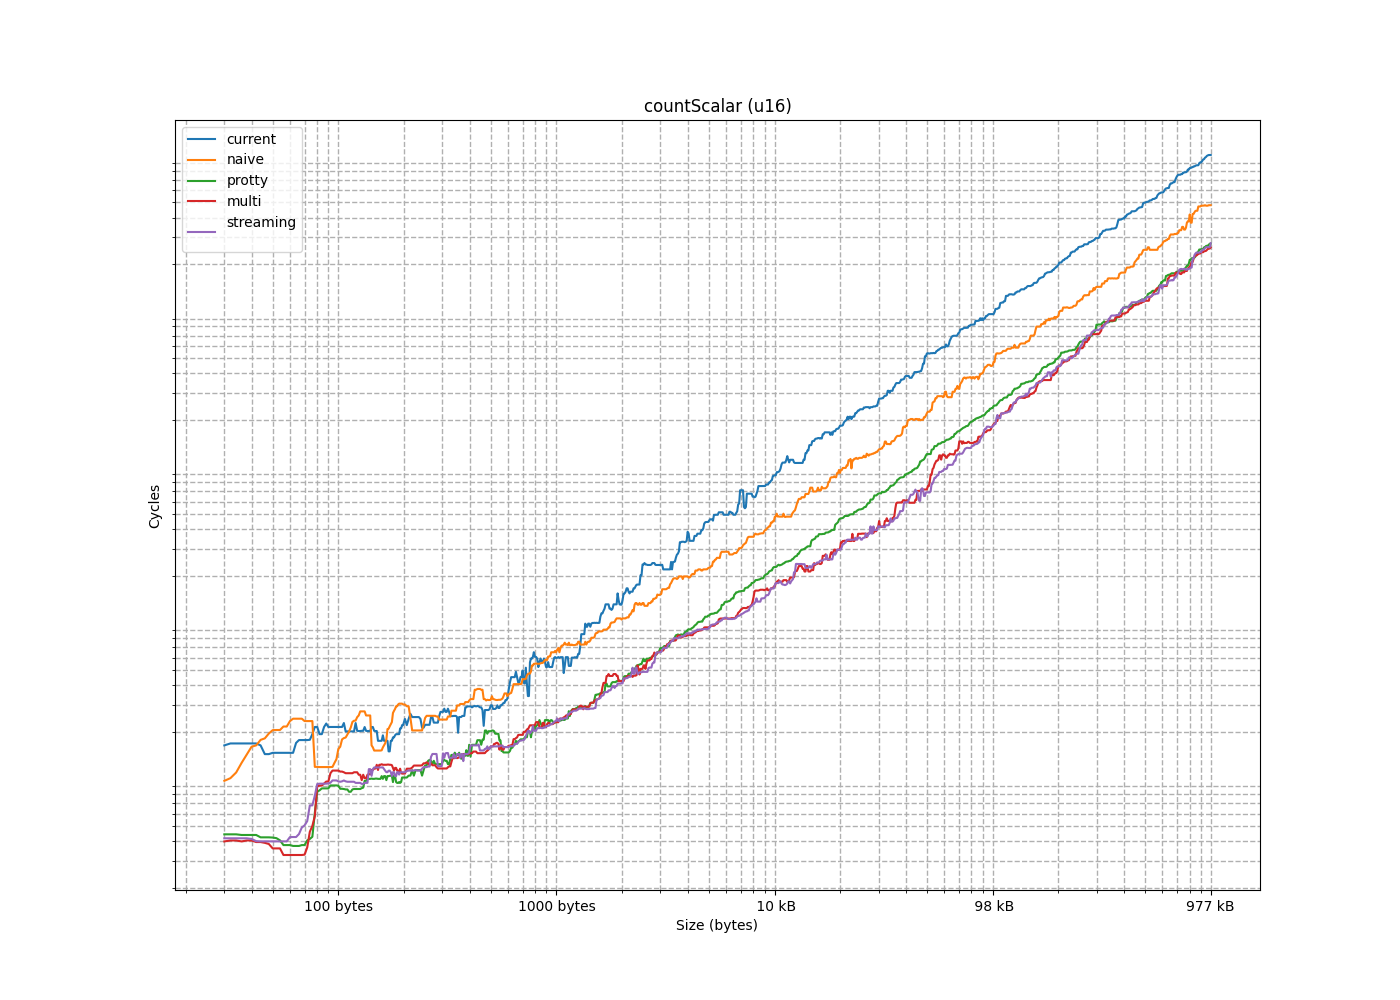 countScalar (u16)
current
naive
protty
multi
streaming
Cycles
100 bytes
1000 bytes
10 kB
98 kB
977 kB
Size (bytes)